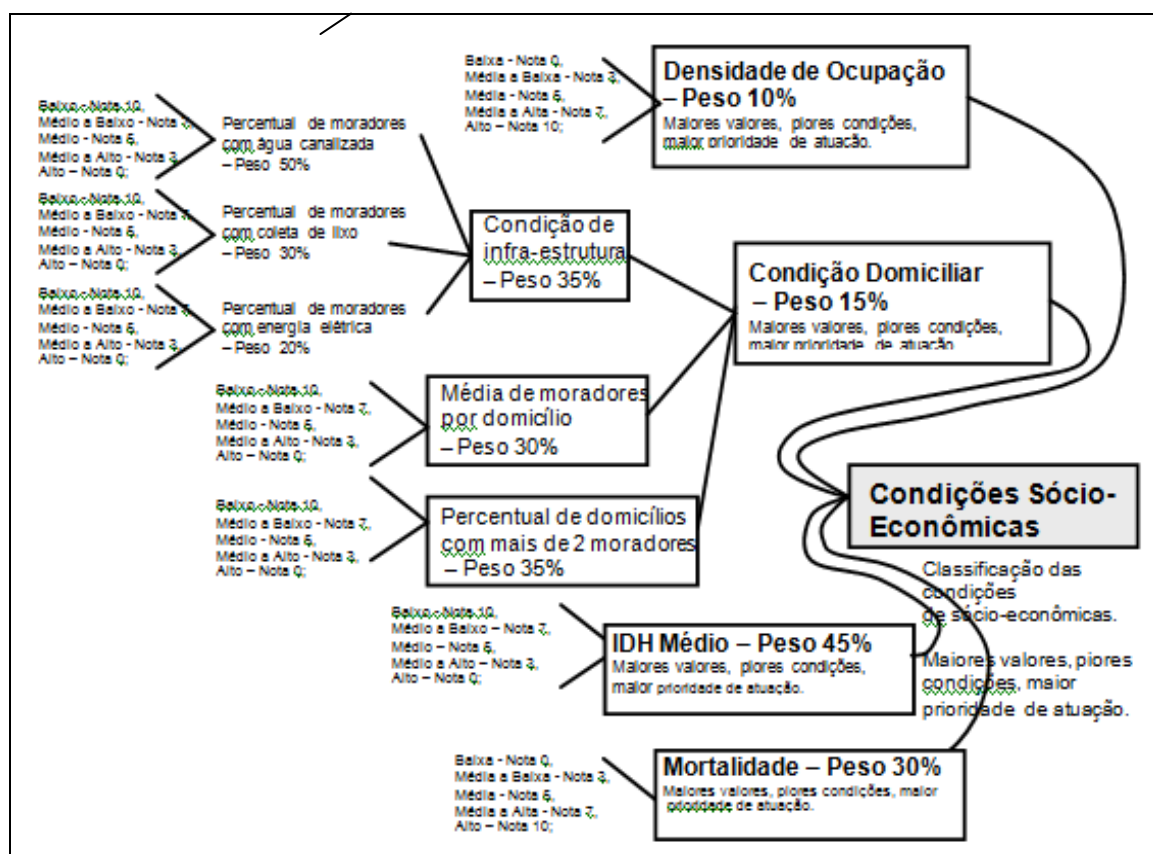 Baixa - Nota 0,
Média a Baixa - Nota 3,
Média - Nota 5,
Média a Alta - Nota 7,
Alto – Nota 10;
Densidade de Ocupação
– Peso 10%
Maiores valores, piores condições,
maior prioridade de atuação.
Baixo - Nota 10,
Médio a Baixo - Nota 7,
Médio - Nota 5,
Médio a Alto - Nota 3,
Alto – Nota 0;
Percentual de moradores
com água canalizada
– Peso 50%
Baixo - Nota 10,
Médio a Baixo - Nota 7,
Médio - Nota 5,
Médio a Alto - Nota 3,
Alto – Nota 0;
Percentual de moradores
com coleta de lixo
– Peso 30%
Baixo - Nota 10,
Médio a Baixo - Nota 7,
Médio - Nota 5,
Médio a Alto - Nota 3,
Alto – Nota 0;
Percentual de moradores
com energia elétrica
– Peso 20%
Condição de
infra-estrutura
– Peso 35%
Condição Domiciliar
– Peso 15%
Maiores valores, piores condições,
maior prioridade de atuação.
Baixo - Nota 10,
Médio a Baixo - Nota 7,
Médio - Nota 5,
Médio a Alto - Nota 3,
Alto – Nota 0;
Média de moradores
por domicílio
– Peso 30%
Baixo - Nota 10,
Médio a Baixo - Nota 7,
Médio - Nota 5,
Médio a Alto - Nota 3,
Alto – Nota 0;
Percentual de domicílios
com mais de 2 moradores
– Peso 35%
Condições Sócio-
Econômicas
Classificação das
condições
de sócio-econômicas.
Maiores valores, piores
condições, maior
prioridade de atuação.
Baixo - Nota 10,
Médio a Baixo – Nota 7,
Médio – Nota 5,
Médio a Alto – Nota 3,
Alto – Nota 0;
IDH Médio – Peso 45%
Maiores valores, piores condições,
maior prioridade de atuação.
Baixa - Nota 0,
Média a Baixa - Nota 3,
Média - Nota 5,
Média a Alta - Nota 7,
Alto – Nota 10;
Mortalidade – Peso 30%
Maiores valores, piores condições, maior
prioridade de atuação.